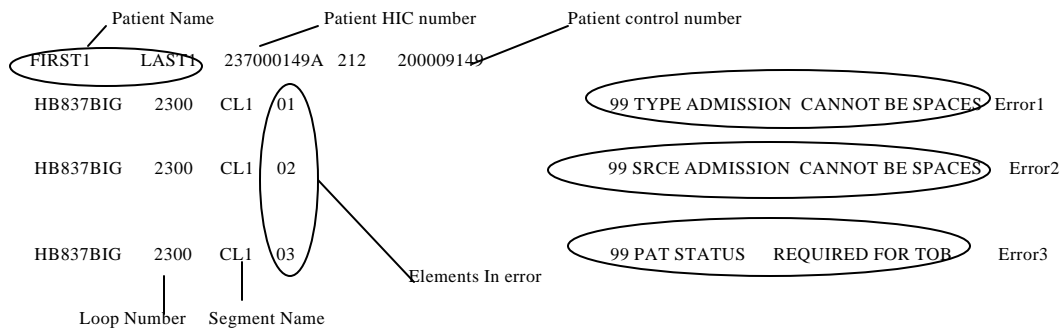 Patient Name Patient HIC number Patient control number
FIRST1 LAST1 237000149A 212 200009149
HB837BIG 2300 CL1 01 99 TYPE ADMISSION CANNOT BE SPACES Error1
HB837BIG 2300 CL1 02 99 SRCE ADMISSION CANNOT BE SPACES Error2
HB837BIG 2300 CL1 03 99 PAT STATUS REQUIRED FOR TOB Error3
Elements In error
Loop Number Segment Name